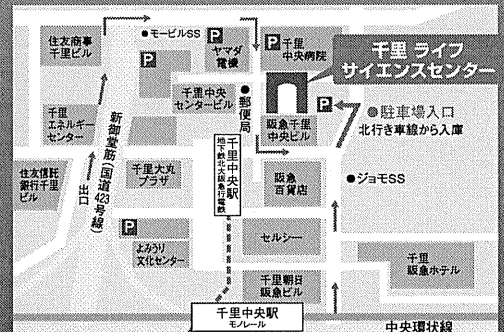 住友商事
千里ビル
●モービルSS
P
P
ヤマダ
電機
P 千里
中央病院
千里 ライフ
サイエンスセンター
千里
エネルギー
センター
新御堂筋(国道423号線)
千里中央
センタービル
●郵便局
阪急千里
中央ビル
P
●駐車場入口
北行き車線から入庫
住友信託
銀行千里
ビル
出口
千里大丸
プラザ
千里中央駅
地下鉄北大阪急行電鉄
阪急
百貨店
●ジョモSS
P
よみうり
文化センター
セルシー
千里
阪急ホテル
千里朝日
阪急ビル
千里中央駅
モノレール
中央環状線